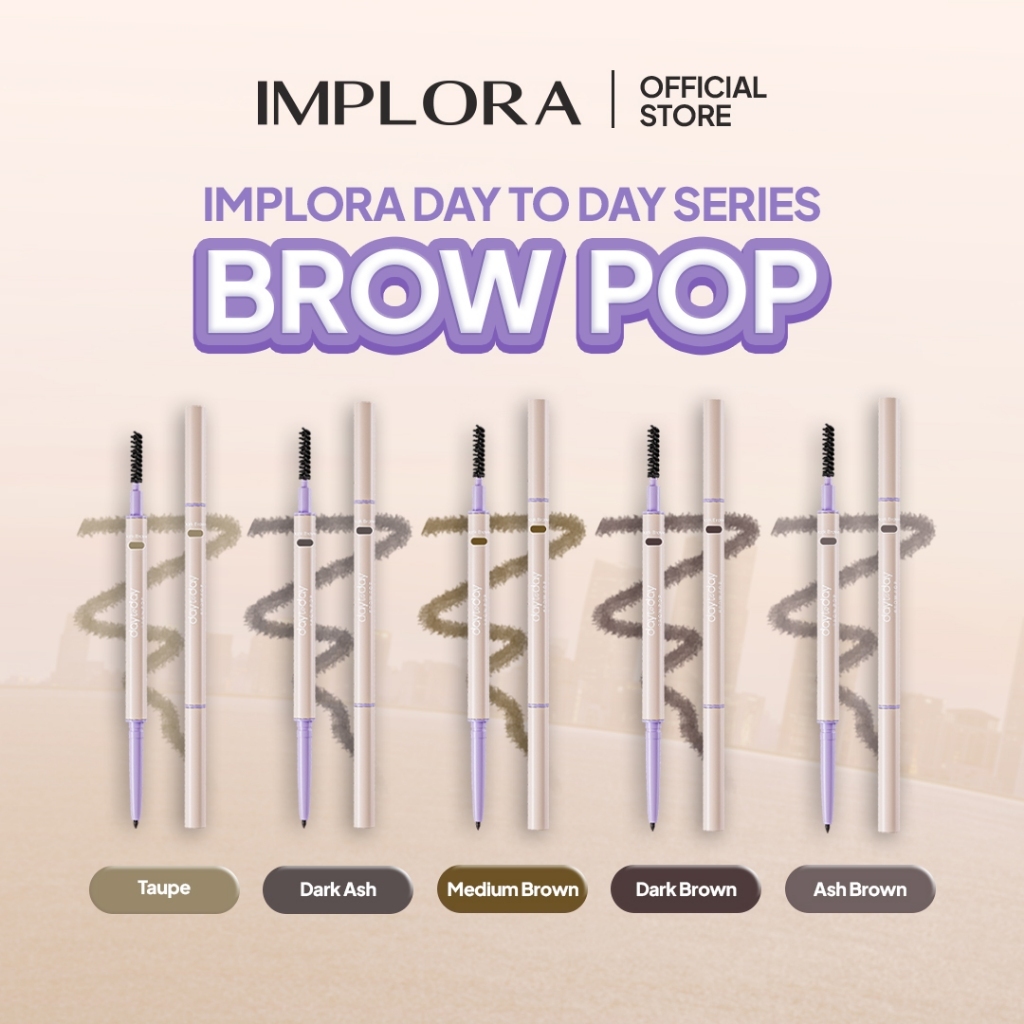 IMPLORA
OFFICIAL
STORE
IMPLORA DAY TO DAY SERIES
BROW POP
Taupe
Dark Ash
Medium Brown
Dark Brown
Ash Brown